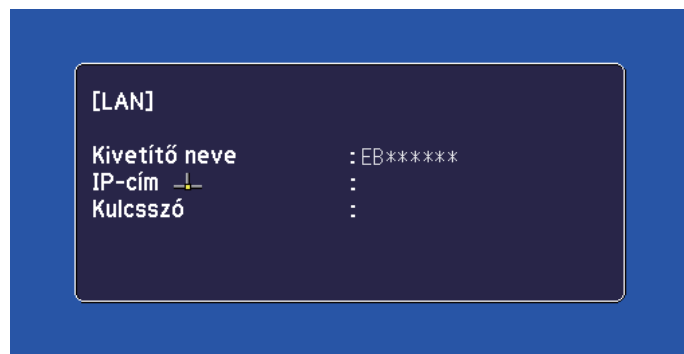 [LAN]
Kivetítő neve :EB******
IP-cím :
Kulcsszó :